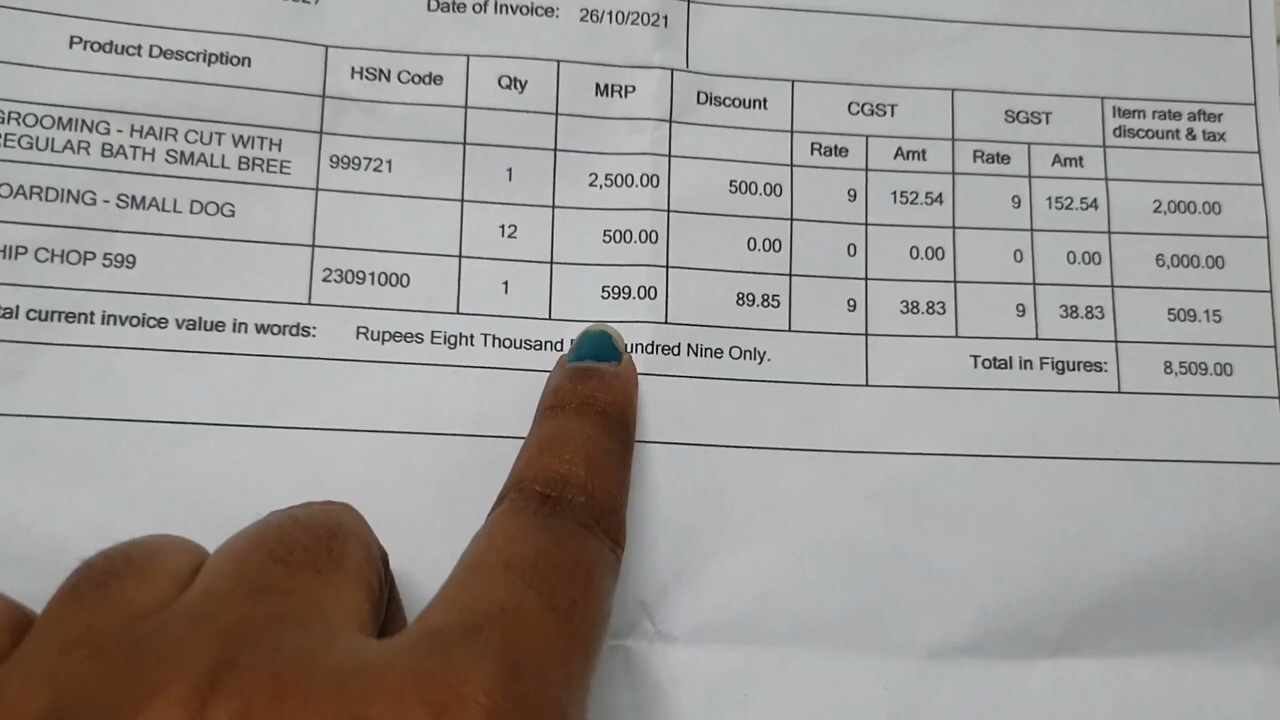 Date of Invoice: 26/10/2021
Product Description HSN Code Qty MRP Discount CGST SGST Item rate after discount & tax
Rate Amt Rate Amt
GROOMING - HAIR CUT WITH
REGULAR BATH SMALL BREE 999721 1 2,500.00 500.00 9 152.54 9 152.54 2,000.00
OARDING - SMALL DOG 12 500.00 0.00 0 0.00 0 0.00 6,000.00
HIP CHOP 599 23091000 1 599.00 89.85 9 38.83 9 38.83 509.15
tal current invoice value in words: Rupees Eight Thousand undred Nine Only. Total in Figures: 8,509.00